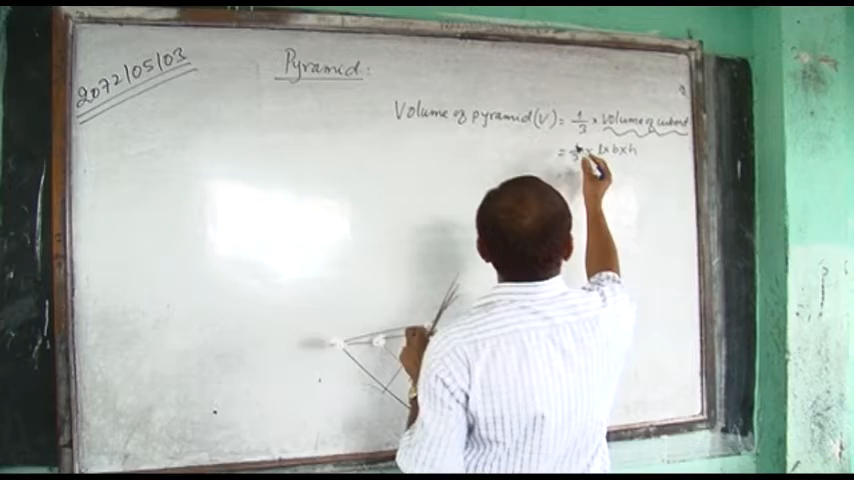 2072/05/03
Pyramid:
Volume of pyramid(V) = 1/3 × Volume of cuboid
= 1/3 × l×b×h